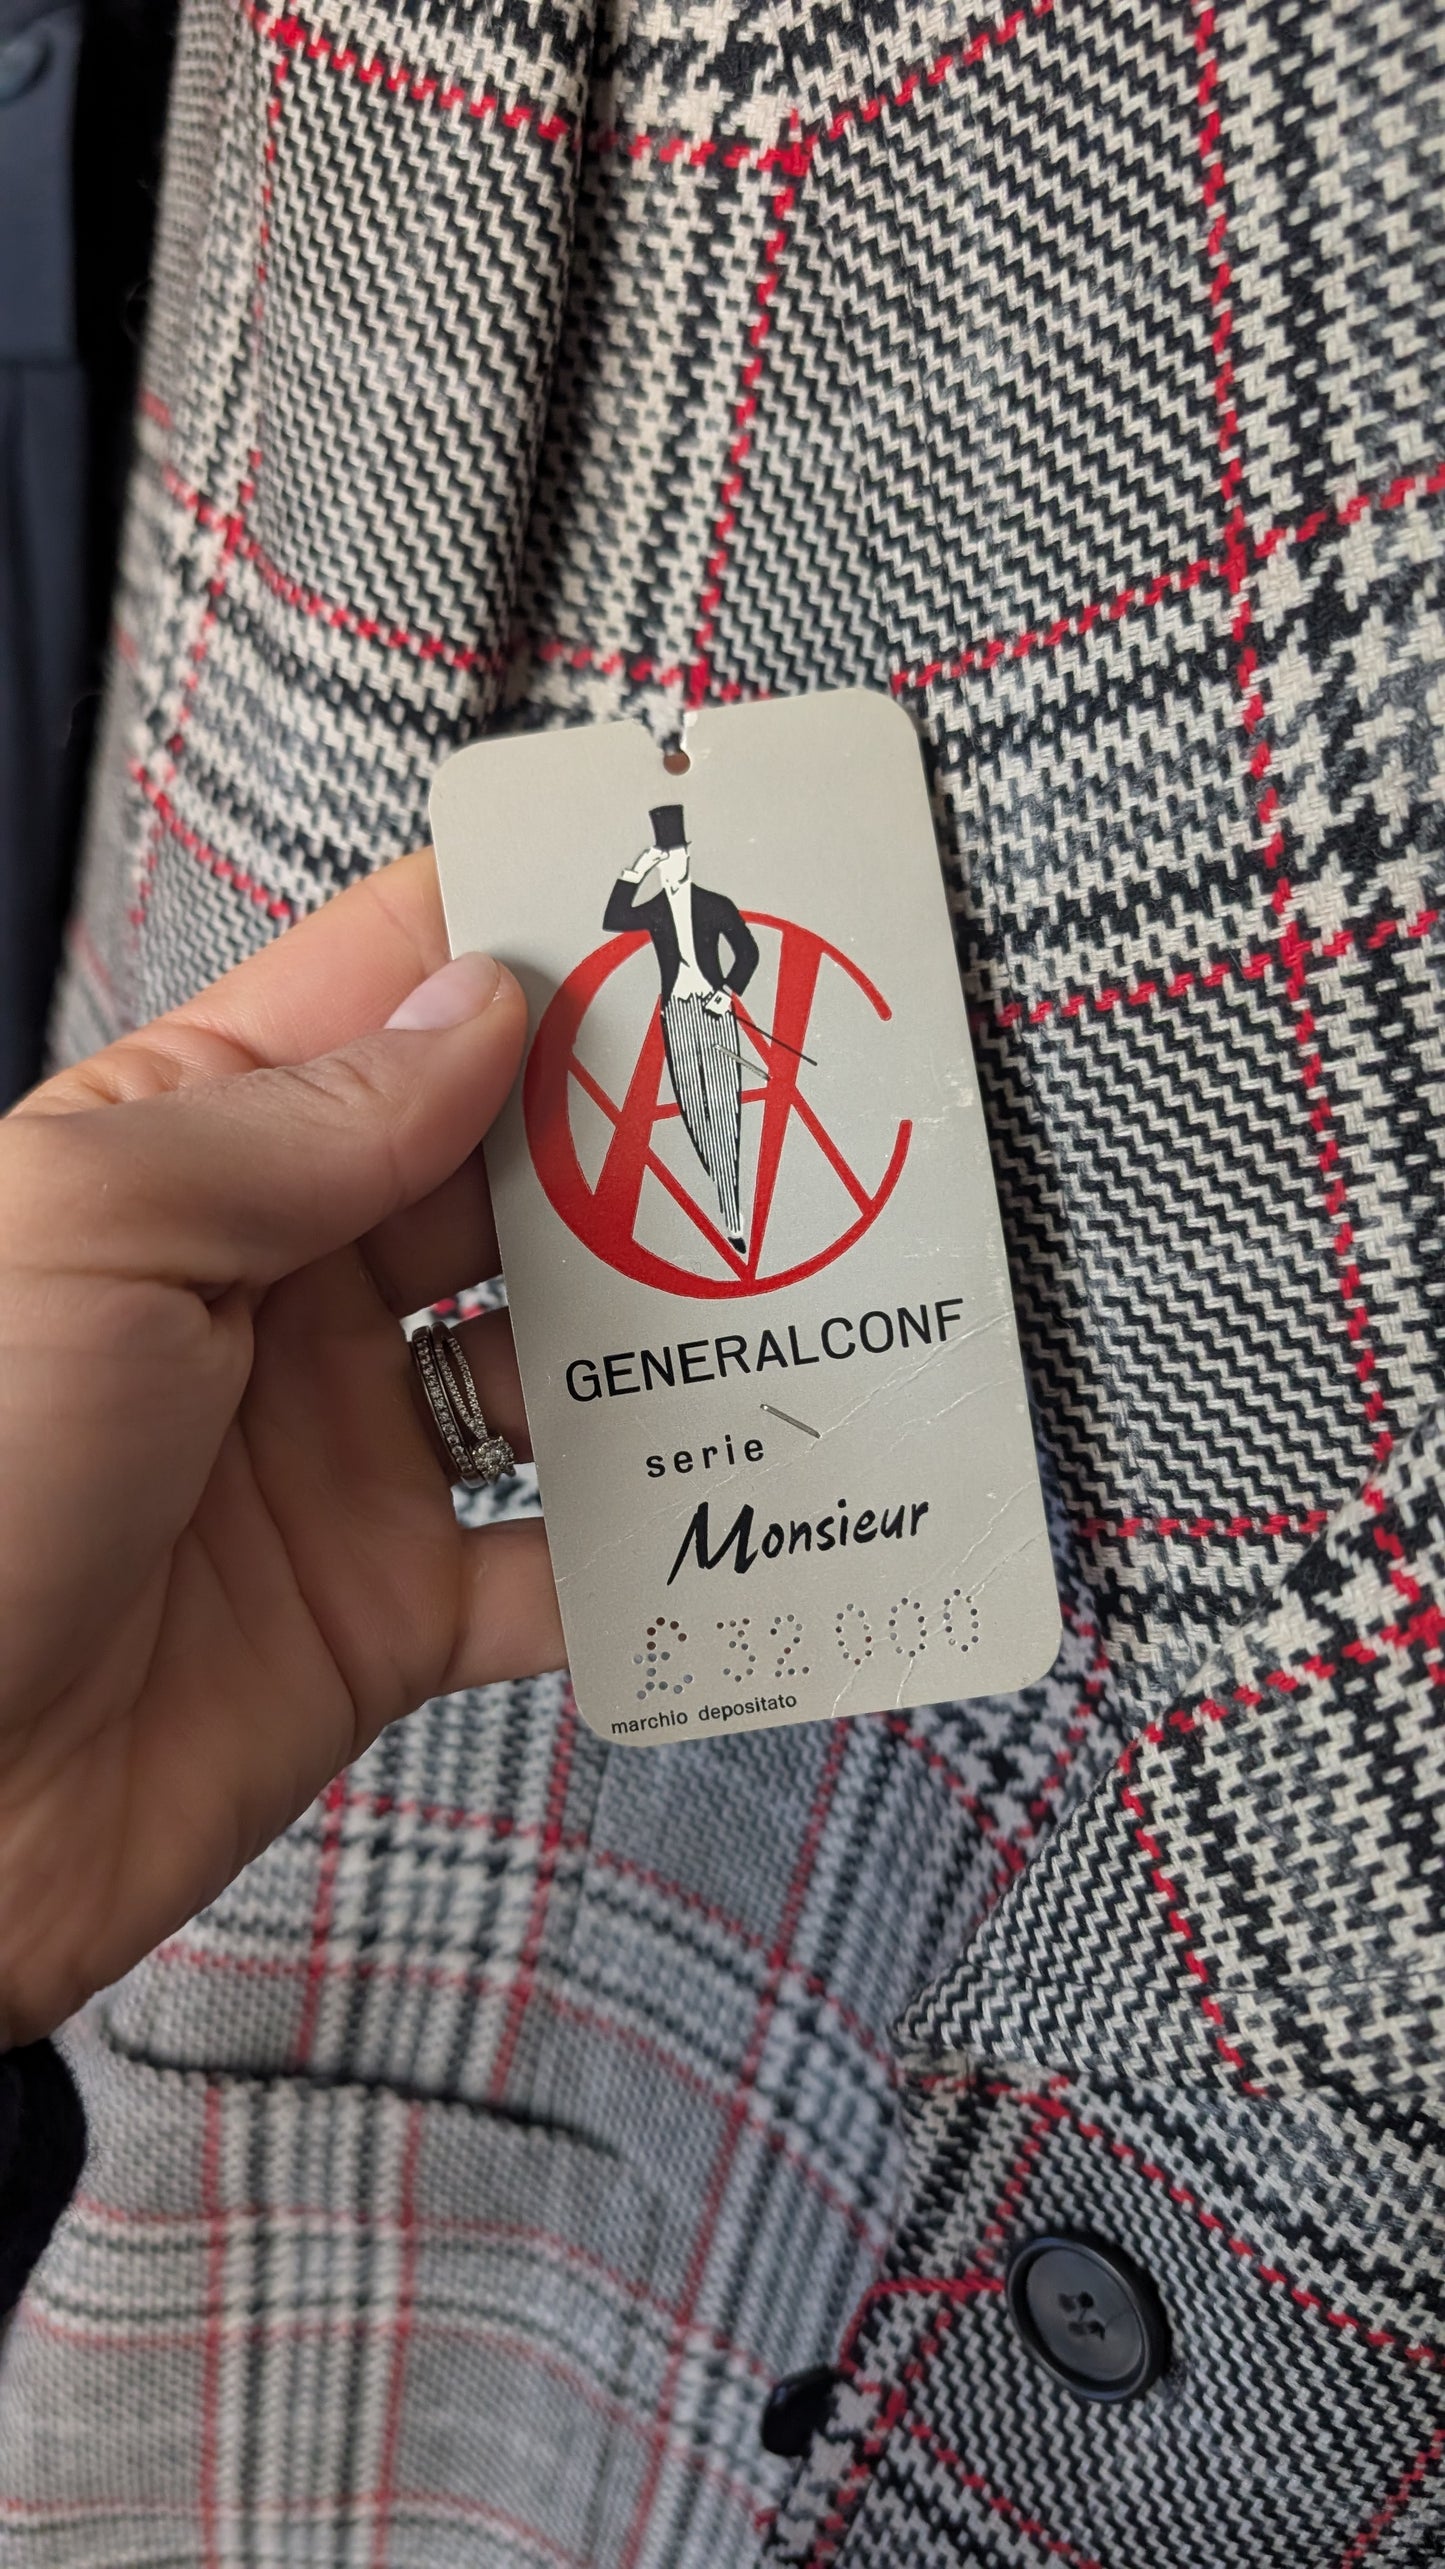 GENERALCONF
serie
Monsieur
£32000
marchio depositato